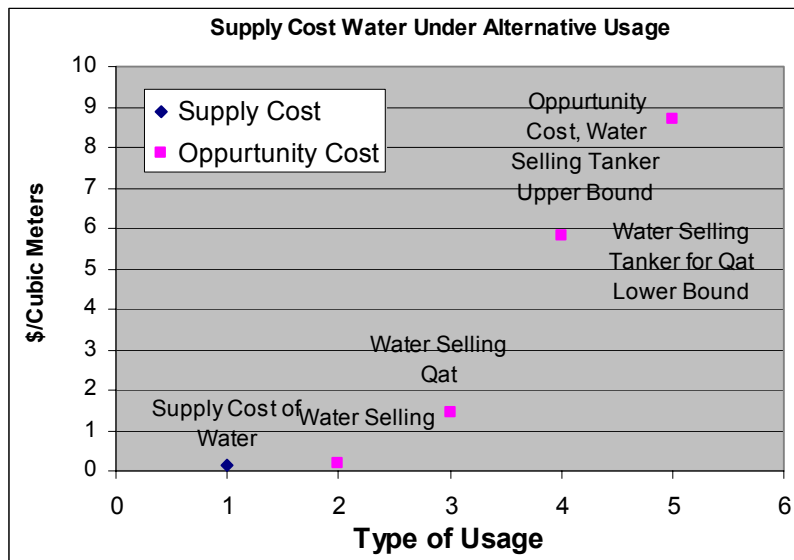 Supply Cost Water Under Alternative Usage
10
9
8
7
6
5
4
3
2
1
0
$/Cubic Meters
Supply Cost
Oppurtunity Cost
Oppurtunity
Cost, Water
Selling Tanker
Upper Bound
Water Selling
Tanker for Qat
Lower Bound
Water Selling
Qat
Supply Cost of
Water
Water Selling
0 1 2 3 4 5 6
Type of Usage